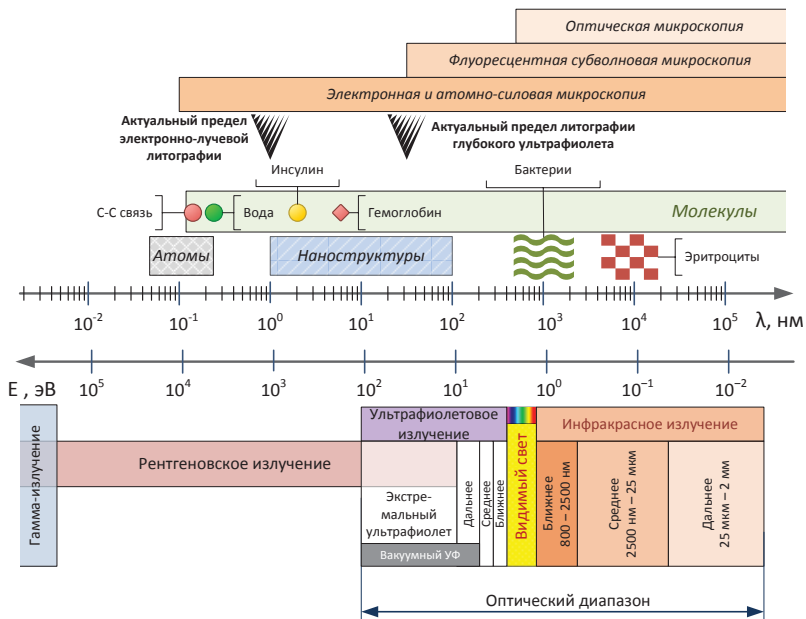 Оптическая микроскопия
Флуоресцентная субволновая микроскопия
Электронная и атомно-силовая микроскопия
Актуальный предел
электронно-лучевой
литографии
Актуальный предел литографии
глубокого ультрафиолета
Инсулин
Бактерии
С-С связь
Вода
Гемоглобин
Молекулы
Атомы
Наноструктуры
Эритроциты
10⁻² 10⁻¹ 10⁰ 10¹ 10² 10³ 10⁴ 10⁵ λ, нм
E , эВ 10⁵ 10⁴ 10³ 10² 10¹ 10⁰ 10⁻¹ 10⁻²
Гамма-излучение
Рентгеновское излучение
Ультрафиолетовое
излучение
Экстре-
мальный
ультрафиолет
Вакуумный УФ
Дальнее
Среднее
Ближнее
Видимый свет
Инфракрасное излучение
Ближнее
800 – 2500 нм
Среднее
2500 нм – 25 мкм
Дальнее
25 мкм – 2 мм
Оптический диапазон